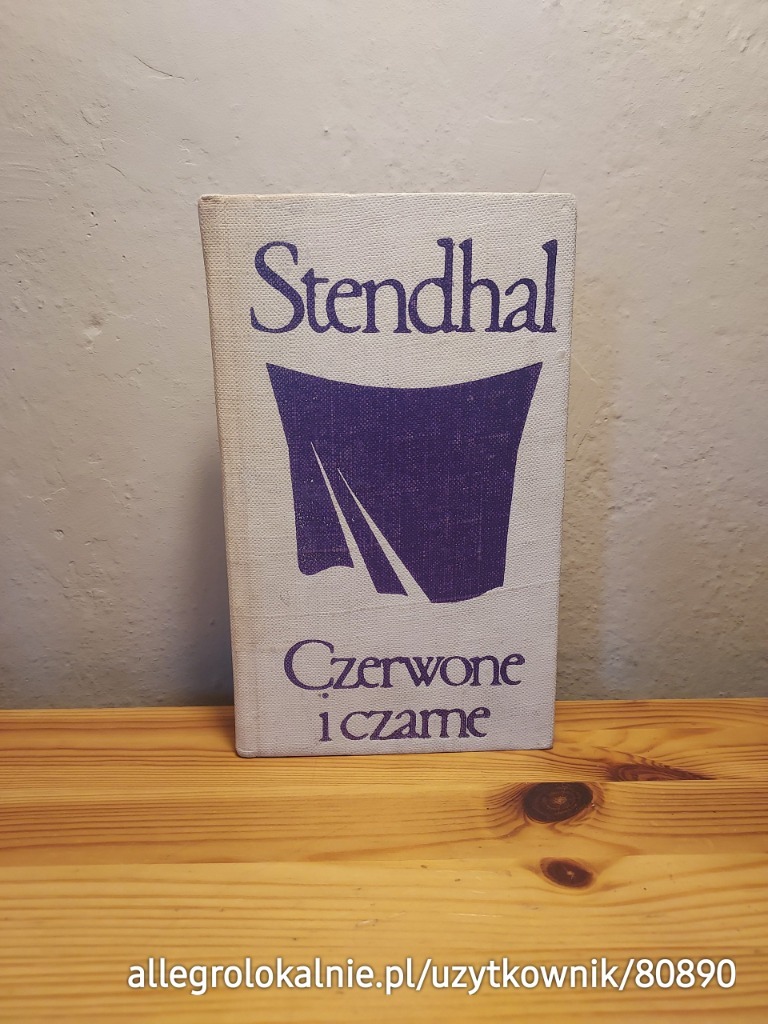 Stendhal
Czerwone
i czarne
allegrolokalnie.pl/uzytkownik/80890